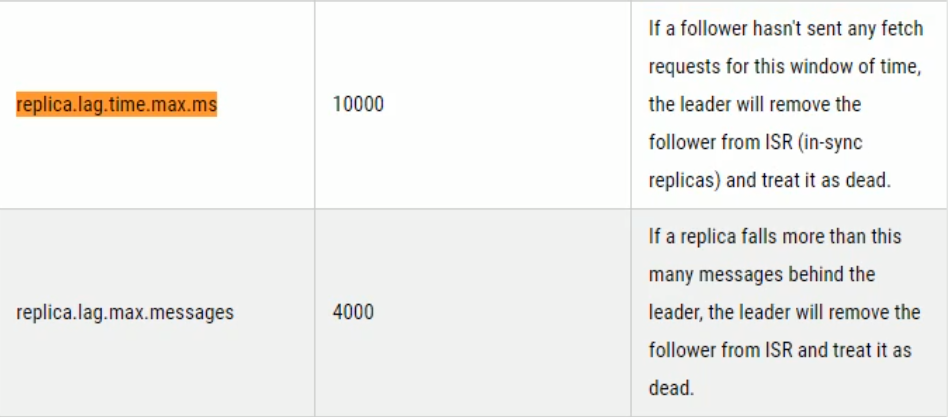 replica.lag.time.max.ms
10000
If a follower hasn't sent any fetch
requests for this window of time,
the leader will remove the
follower from ISR (in-sync
replicas) and treat it as dead.
replica.lag.max.messages
4000
If a replica falls more than this
many messages behind the
leader, the leader will remove the
follower from ISR and treat it as
dead.